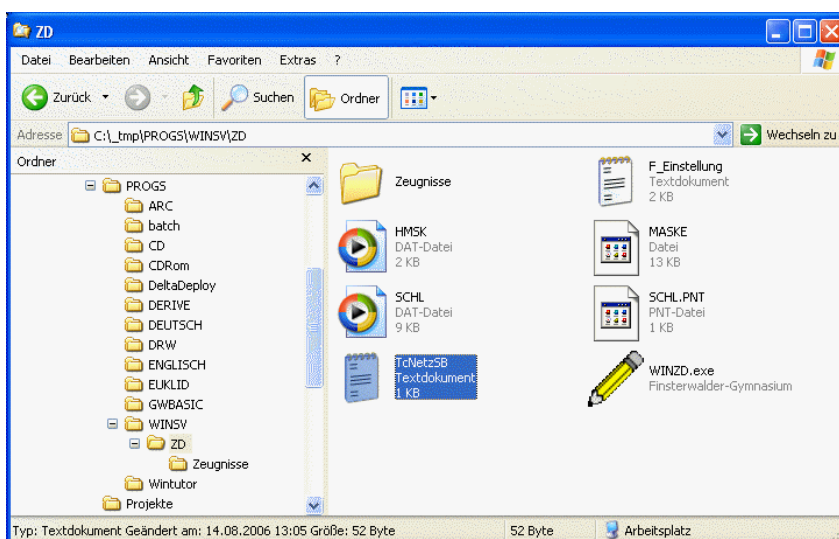 ZD
Datei Bearbeiten Ansicht Favoriten Extras ?
Zurück Suchen Ordner
Adresse C:\_tmp\PROGS\WINSV\ZD Wechseln zu
Ordner x
PROGS
ARC
batch
CD
CDRom
DeltaDeploy
DERIVE
DEUTSCH
DRW
ENGLISCH
EUKLID
GWBASIC
WINSV
ZD
Zeugnisse
Wintutor
Projekte
Zeugnisse
F_Einstellung
Textdokument
2 KB
HMSK
DAT-Datei
2 KB
MASKE
Datei
13 KB
SCHL
DAT-Datei
9 KB
SCHL.PNT
PNT-Datei
1 KB
TcNetzSB
Textdokument
1 KB
WINZD.exe
Finsterwalder-Gymnasium
Typ: Textdokument Geändert am: 14.08.2006 13:05 Größe: 52 Byte 52 Byte Arbeitsplatz